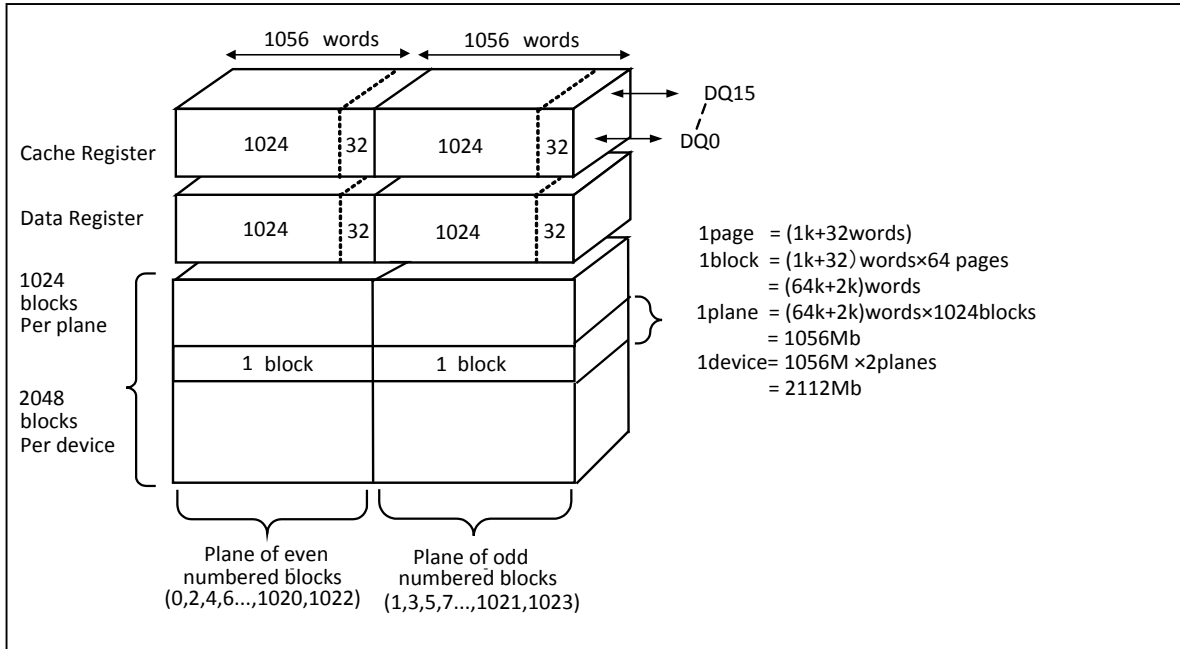 1056 words
1056 words
DQ15
DQ0
Cache Register
1024
32
1024
32
Data Register
1024
32
1024
32
1024
blocks
Per plane
1 block
1 block
2048
blocks
Per device
1page = (1k+32words)
1block = (1k+32）words×64 pages
= (64k+2k)words
1plane = (64k+2k)words×1024blocks
= 1056Mb
1device= 1056M ×2planes
= 2112Mb
Plane of even
numbered blocks
(0,2,4,6...,1020,1022)
Plane of odd
numbered blocks
(1,3,5,7...,1021,1023)